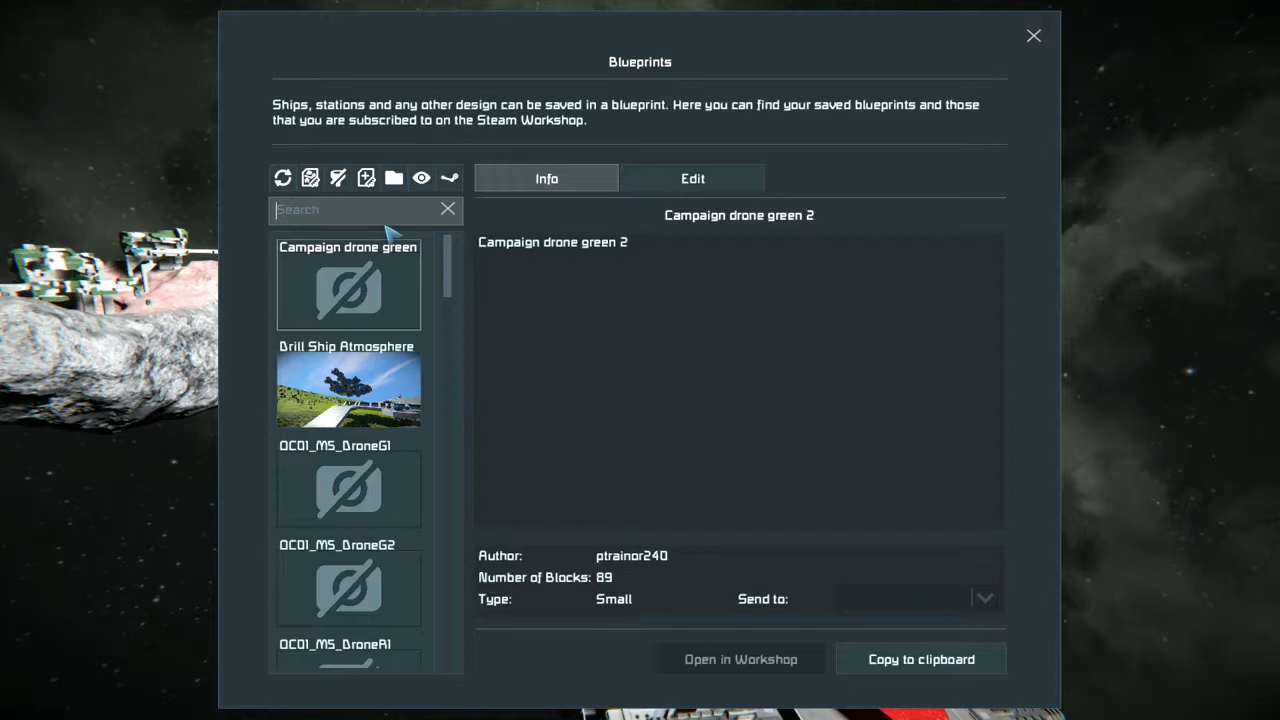 Blueprints
Ships, stations and any other design can be saved in a blueprint. Here you can find your saved blueprints and those
that you are subscribed to on the Steam Workshop.
Info
Edit
Search
Campaign drone green 2
Campaign drone green
Campaign drone green 2
Drill Ship Atmosphere
OC01_M5_DroneG1
OC01_M5_DroneG2
OC01_M5_DroneR1
Author: ptrainor240
Number of Blocks: 89
Type: Small
Send to:
Open in Workshop
Copy to clipboard